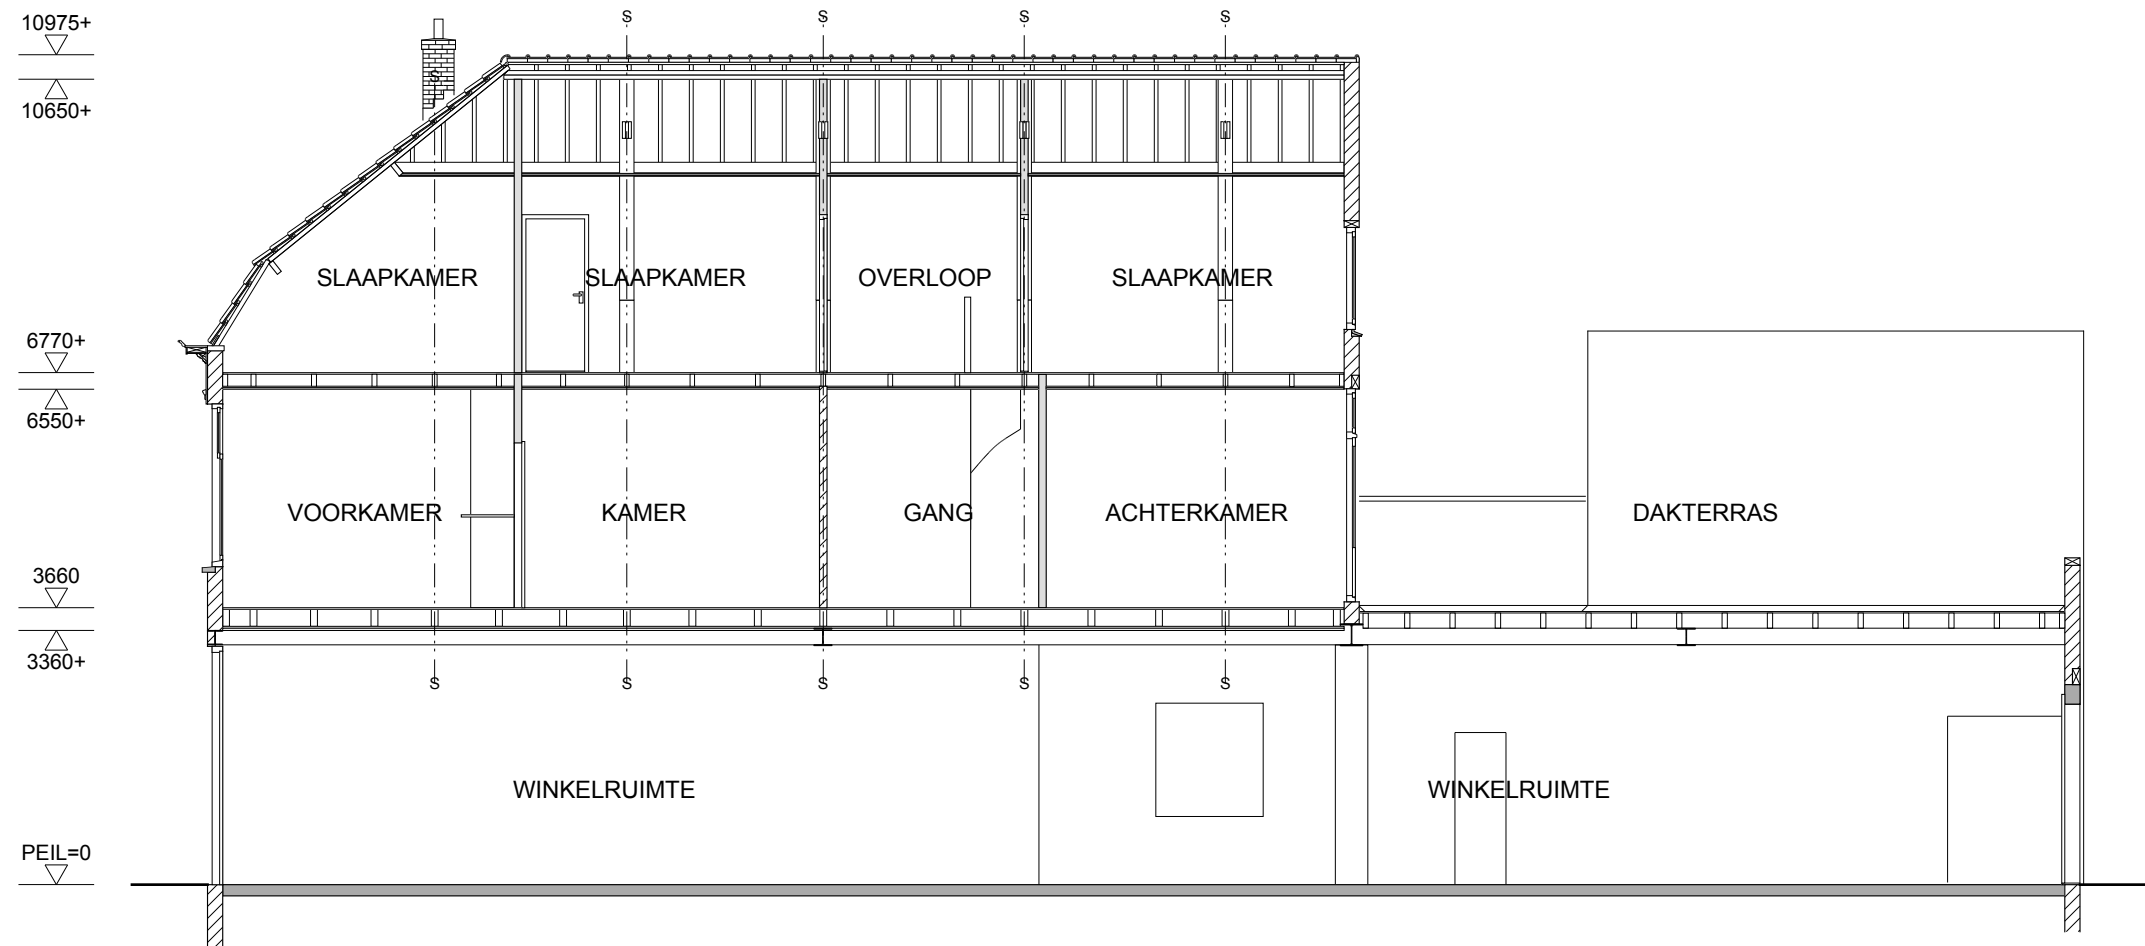 S S S S
10975+
S
10650+
SLAAPKAMER SLAAPKAMER OVERLOOP SLAAPKAMER
6770+
6550+
VOORKAMER KAMER GANG ACHTERKAMER DAKTERRAS
3660
3360+
S S S S S
WINKELRUIMTE WINKELRUIMTE
PEIL=0